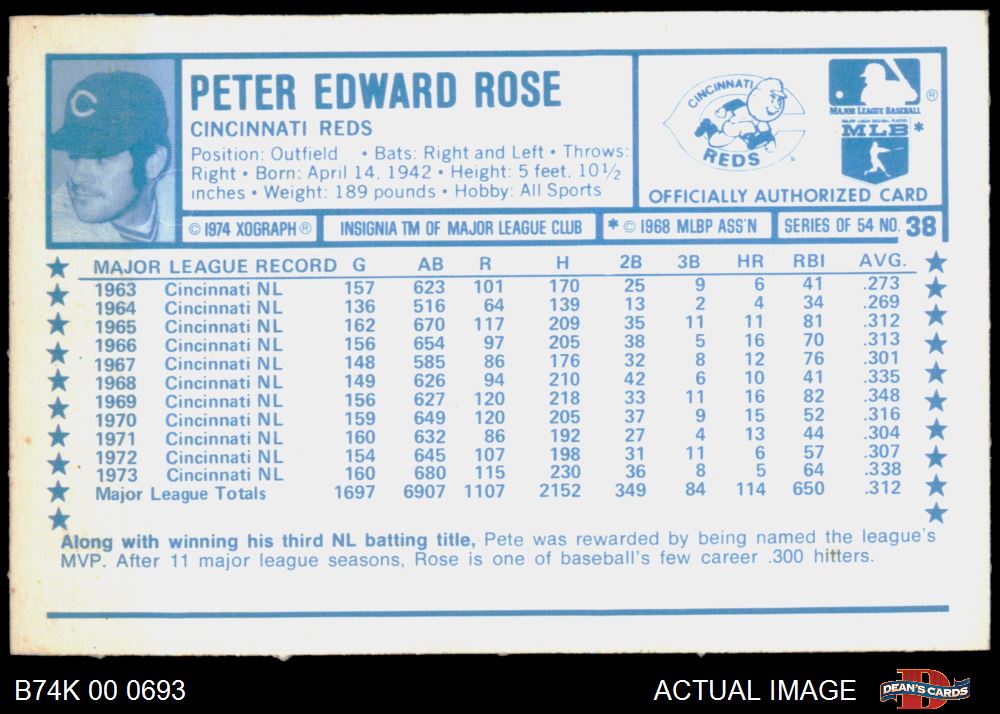 PETER EDWARD ROSE
CINCINNATI REDS
Position: Outfield • Bats: Right and Left • Throws:
Right • Born: April 14, 1942 • Height: 5 feet, 10½
inches • Weight: 189 pounds • Hobby: All Sports
CINCINNATI
REDS
®
MAJOR LEAGUE BASEBALL
MAJOR LEAGUE BASEBALL PLAYERS
MLB*
OFFICIALLY AUTHORIZED CARD
© 1974 XOGRAPH ® INSIGNIA TM OF MAJOR LEAGUE CLUB * © 1968 MLBP ASS'N SERIES OF 54 NO. 38
MAJOR LEAGUE RECORD G AB R H 2B 3B HR RBI AVG.
1963 Cincinnati NL 157 623 101 170 25 9 6 41 .273
1964 Cincinnati NL 136 516 64 139 13 2 4 34 .269
1965 Cincinnati NL 162 670 117 209 35 11 11 81 .312
1966 Cincinnati NL 156 654 97 205 38 5 16 70 .313
1967 Cincinnati NL 148 585 86 176 32 8 12 76 .301
1968 Cincinnati NL 149 626 94 210 42 6 10 41 .335
1969 Cincinnati NL 156 627 120 218 33 11 16 82 .348
1970 Cincinnati NL 159 649 120 205 37 9 15 52 .316
1971 Cincinnati NL 160 632 86 192 27 4 13 44 .304
1972 Cincinnati NL 154 645 107 198 31 11 6 57 .307
1973 Cincinnati NL 160 680 115 230 36 8 5 64 .338
Major League Totals 1697 6907 1107 2152 349 84 114 650 .312
Along with winning his third NL batting title, Pete was rewarded by being named the league's
MVP. After 11 major league seasons, Rose is one of baseball's few career .300 hitters.
B74K 00 0693
ACTUAL IMAGE
DEAN'S CARDS